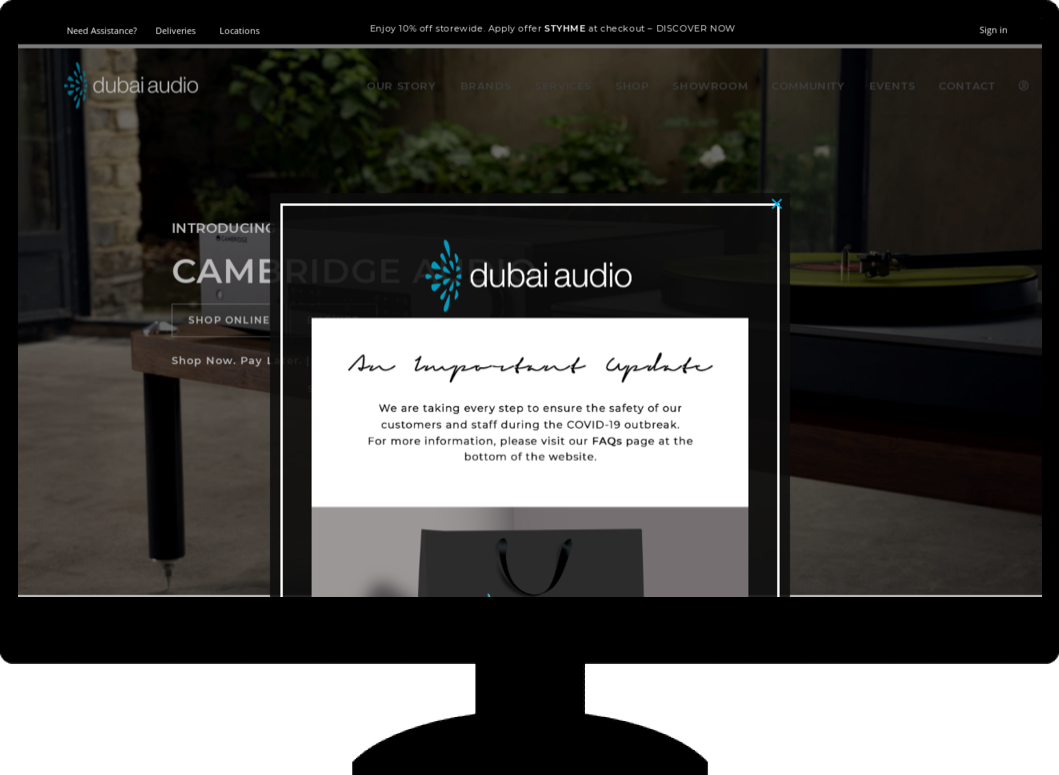 Need Assistance? Deliveries Locations
Enjoy 10% off storewide. Apply offer STYHME at checkout – DISCOVER NOW
Sign in
dubai audio
OUR STORY BRANDS SERVICES SHOP SHOWROOM COMMUNITY EVENTS CONTACT
INTRODUCING
CAMBRIDGE AUDIO
SHOP ONLINE
Shop Now. Pay Later.
dubai audio
An Important Update
We are taking every step to ensure the safety of our
customers and staff during the COVID-19 outbreak.
For more information, please visit our FAQs page at the
bottom of the website.